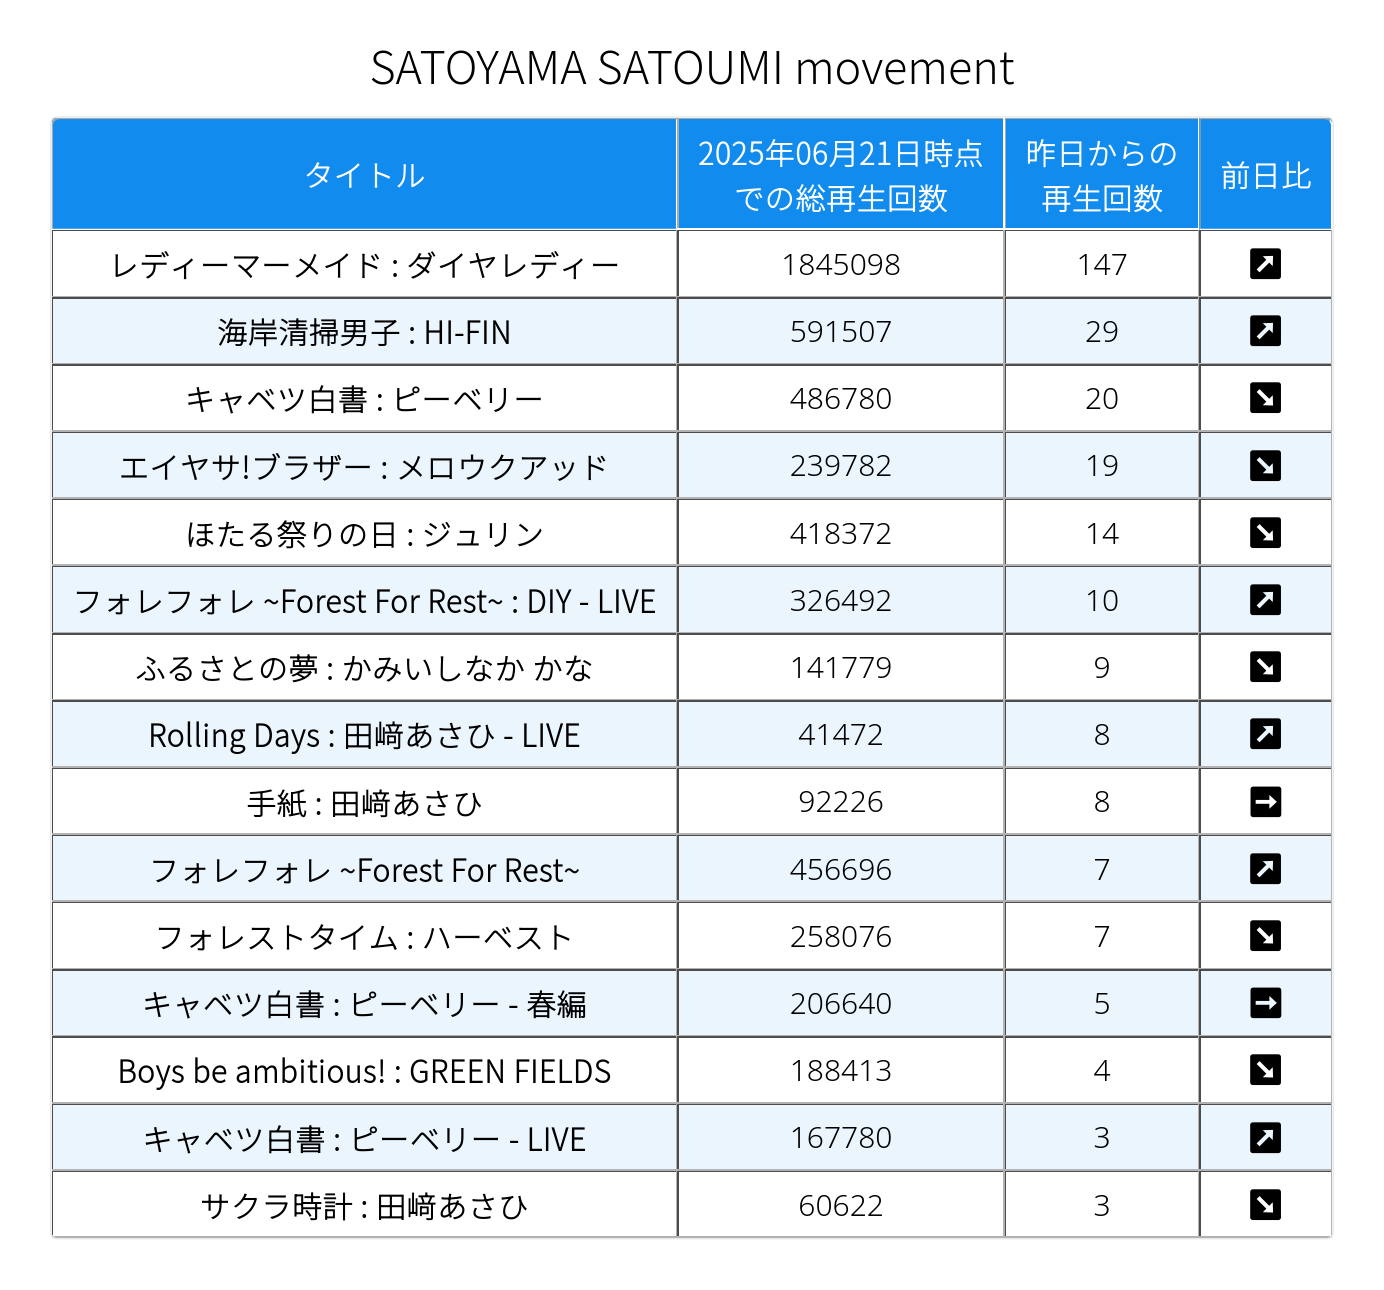 SATOYAMA SATOUMI movement
タイトル 2025年06月21日時点での総再生回数 昨日からの再生回数 前日比
レディーマーメイド : ダイヤレディー 1845098 147 ↗
海岸清掃男子 : HI-FIN 591507 29 ↗
キャベツ白書 : ピーベリー 486780 20 ↘
エイヤサ!ブラザー : メロウクアッド 239782 19 ↘
ほたる祭りの日 : ジュリン 418372 14 ↘
フォレフォレ ~Forest For Rest~ : DIY - LIVE 326492 10 ↗
ふるさとの夢 : かみいしなか かな 141779 9 ↘
Rolling Days : 田﨑あさひ - LIVE 41472 8 ↗
手紙 : 田﨑あさひ 92226 8 →
フォレフォレ ~Forest For Rest~ 456696 7 ↗
フォレストタイム : ハーベスト 258076 7 ↘
キャベツ白書 : ピーベリー - 春編 206640 5 →
Boys be ambitious! : GREEN FIELDS 188413 4 ↘
キャベツ白書 : ピーベリー - LIVE 167780 3 ↗
サクラ時計 : 田﨑あさひ 60622 3 ↘